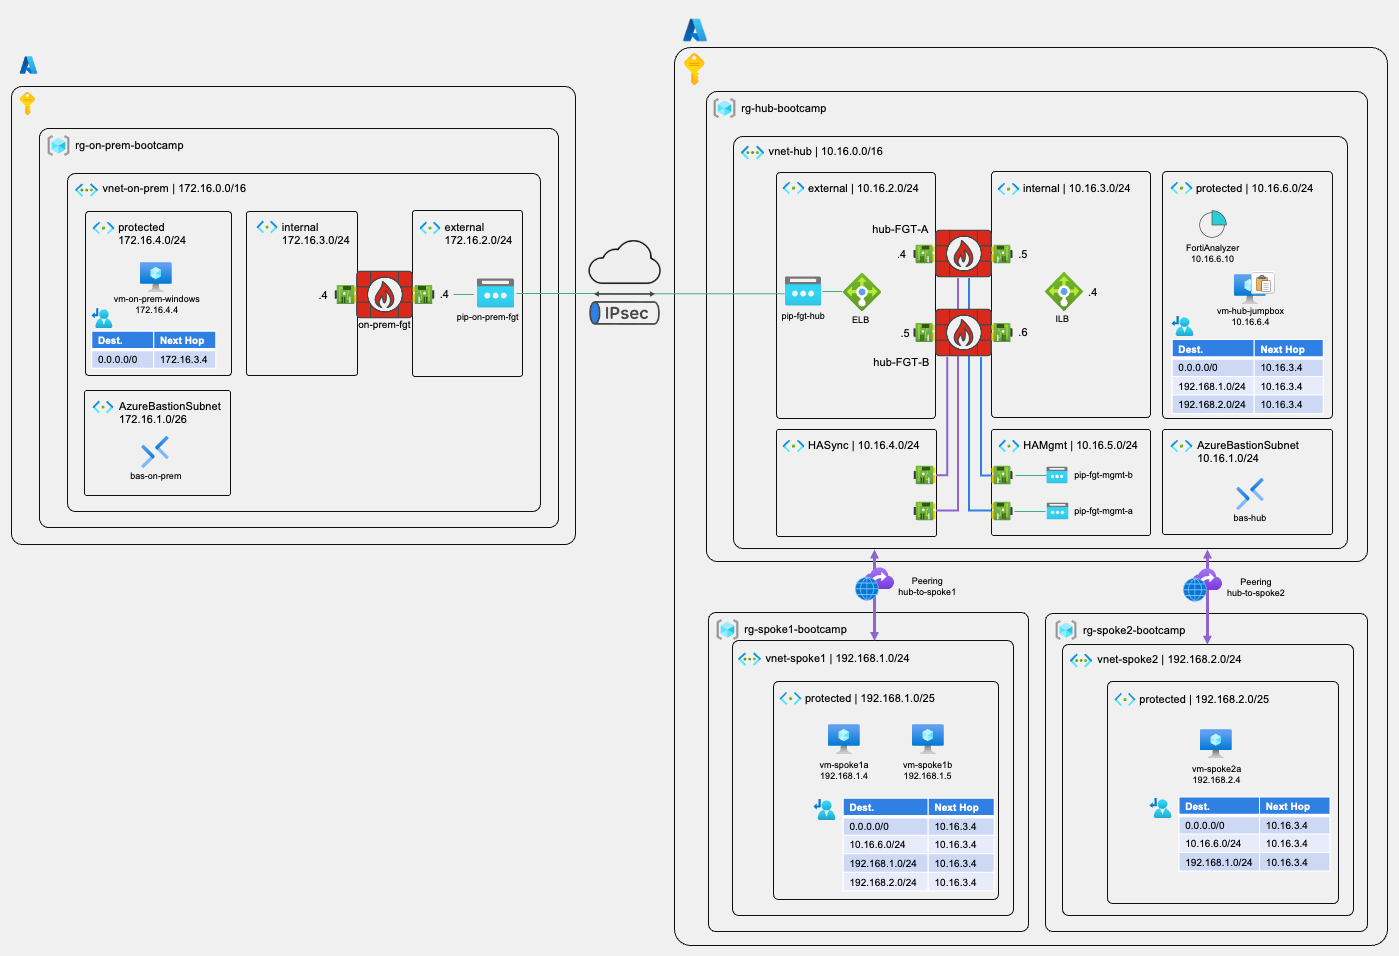 rg-on-prem-bootcamp
vnet-on-prem | 172.16.0.0/16
protected
172.16.4.0/24
vm-on-prem-windows
172.16.4.4
Dest. Next Hop
0.0.0.0/0 172.16.3.4
internal
172.16.3.0/24
.4
on-prem-fgt
external
172.16.2.0/24
.4
pip-on-prem-fgt
AzureBastionSubnet
172.16.1.0/26
bas-on-prem
IPsec
rg-hub-bootcamp
vnet-hub | 10.16.0.0/16
external | 10.16.2.0/24
hub-FGT-A
.4
pip-fgt-hub
ELB
.5
hub-FGT-B
internal | 10.16.3.0/24
.5
.4
ILB
.6
protected | 10.16.6.0/24
FortiAnalyzer
10.16.6.10
vm-hub-jumpbox
10.16.6.4
Dest. Next Hop
0.0.0.0/0 10.16.3.4
192.168.1.0/24 10.16.3.4
192.168.2.0/24 10.16.3.4
HASync | 10.16.4.0/24
HAMgmt | 10.16.5.0/24
pip-fgt-mgmt-b
pip-fgt-mgmt-a
AzureBastionSubnet
10.16.1.0/24
bas-hub
Peering
hub-to-spoke1
Peering
hub-to-spoke2
rg-spoke1-bootcamp
vnet-spoke1 | 192.168.1.0/24
protected | 192.168.1.0/25
vm-spoke1a
192.168.1.4
vm-spoke1b
192.168.1.5
Dest. Next Hop
0.0.0.0/0 10.16.3.4
10.16.6.0/24 10.16.3.4
192.168.1.0/24 10.16.3.4
192.168.2.0/24 10.16.3.4
rg-spoke2-bootcamp
vnet-spoke2 | 192.168.2.0/24
protected | 192.168.2.0/25
vm-spoke2a
192.168.2.4
Dest. Next Hop
0.0.0.0/0 10.16.3.4
10.16.6.0/24 10.16.3.4
192.168.1.0/24 10.16.3.4